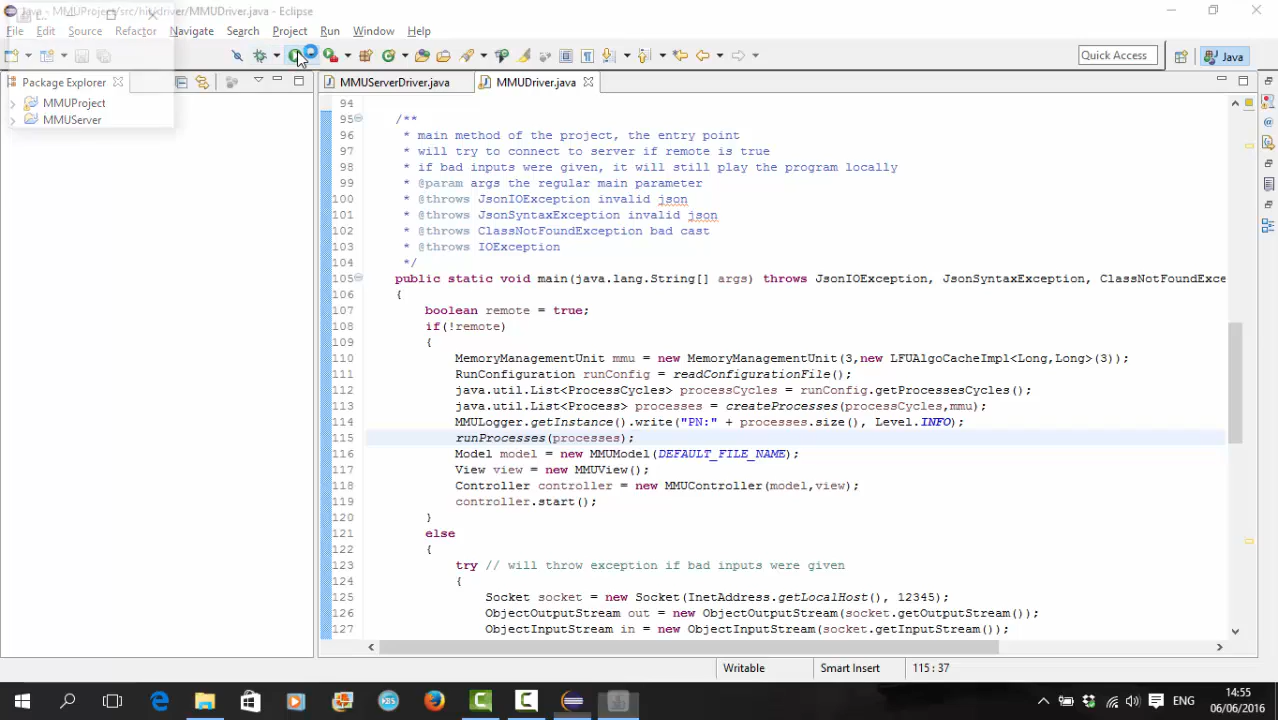 Java - MMUProject/src/hit/driver/MMUDriver.java - Eclipse
File Edit Source Refactor Navigate Search Project Run Window Help
Quick Access Java
Package Explorer MMUServerDriver.java MMUDriver.java
MMUProject
MMUServer
94
95 /**
96 * main method of the project, the entry point
97 * will try to connect to server if remote is true
98 * if bad inputs were given, it will still play the program locally
99 * @param args the regular main parameter
100 * @throws JsonIOException invalid json
101 * @throws JsonSyntaxException invalid json
102 * @throws ClassNotFoundException bad cast
103 * @throws IOException
104 */
105 public static void main(java.lang.String[] args) throws JsonIOException, JsonSyntaxException, ClassNotFoundExce
106 {
107 boolean remote = true;
108 if(!remote)
109 {
110 MemoryManagementUnit mmu = new MemoryManagementUnit(3,new LFUAlgoCacheImpl<Long,Long>(3));
111 RunConfiguration runConfig = readConfigurationFile();
112 java.util.List<ProcessCycles> processCycles = runConfig.getProcessesCycles();
113 java.util.List<Process> processes = createProcesses(processCycles,mmu);
114 MMULogger.getInstance().write("PN:" + processes.size(), Level.INFO);
115 runProcesses(processes);
116 Model model = new MMUModel(DEFAULT_FILE_NAME);
117 View view = new MMUView();
118 Controller controller = new MMUController(model,view);
119 controller.start();
120 }
121 else
122 {
123 try // will throw exception if bad inputs were given
124 {
125 Socket socket = new Socket(InetAddress.getLocalHost(), 12345);
126 ObjectOutputStream out = new ObjectOutputStream(socket.getOutputStream());
127 ObjectInputStream in = new ObjectInputStream(socket.getInputStream());
Writable Smart Insert 115 : 37
ENG 14:55
06/06/2016